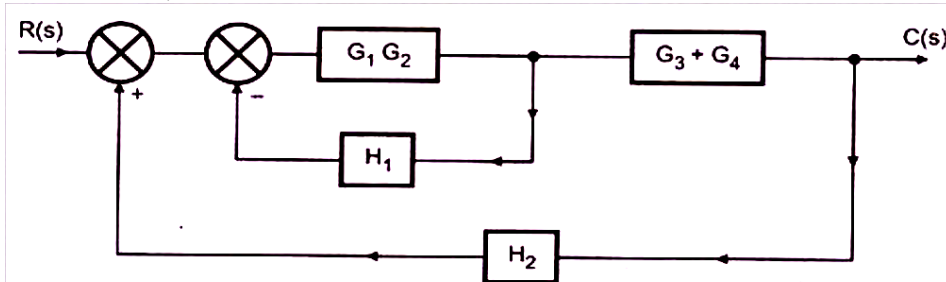 R(s)
C(s)
G₁ G₂
G₃ + G₄
+
−
H₁
H₂